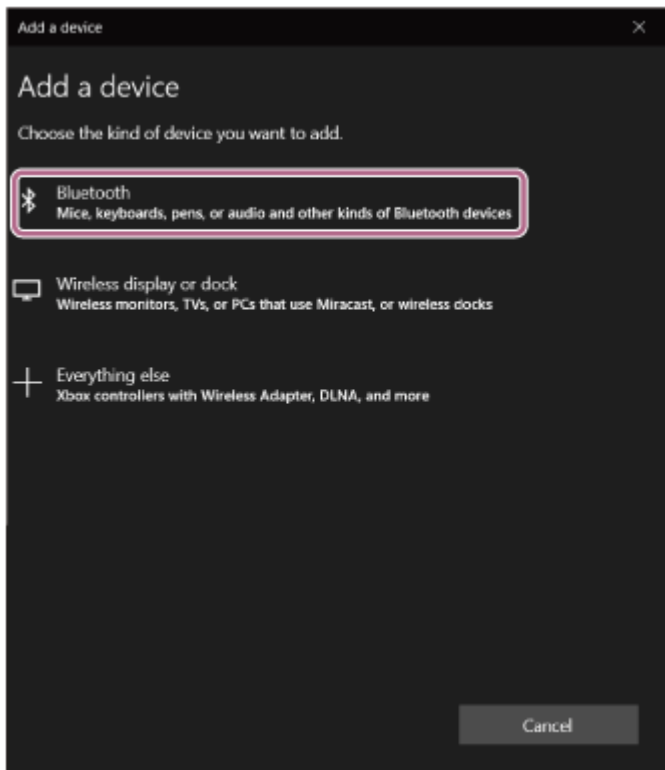 Add a device
Add a device
Choose the kind of device you want to add.
Bluetooth
Mice, keyboards, pens, or audio and other kinds of Bluetooth devices
Wireless display or dock
Wireless monitors, TVs, or PCs that use Miracast, or wireless docks
Everything else
Xbox controllers with Wireless Adapter, DLNA, and more
Cancel